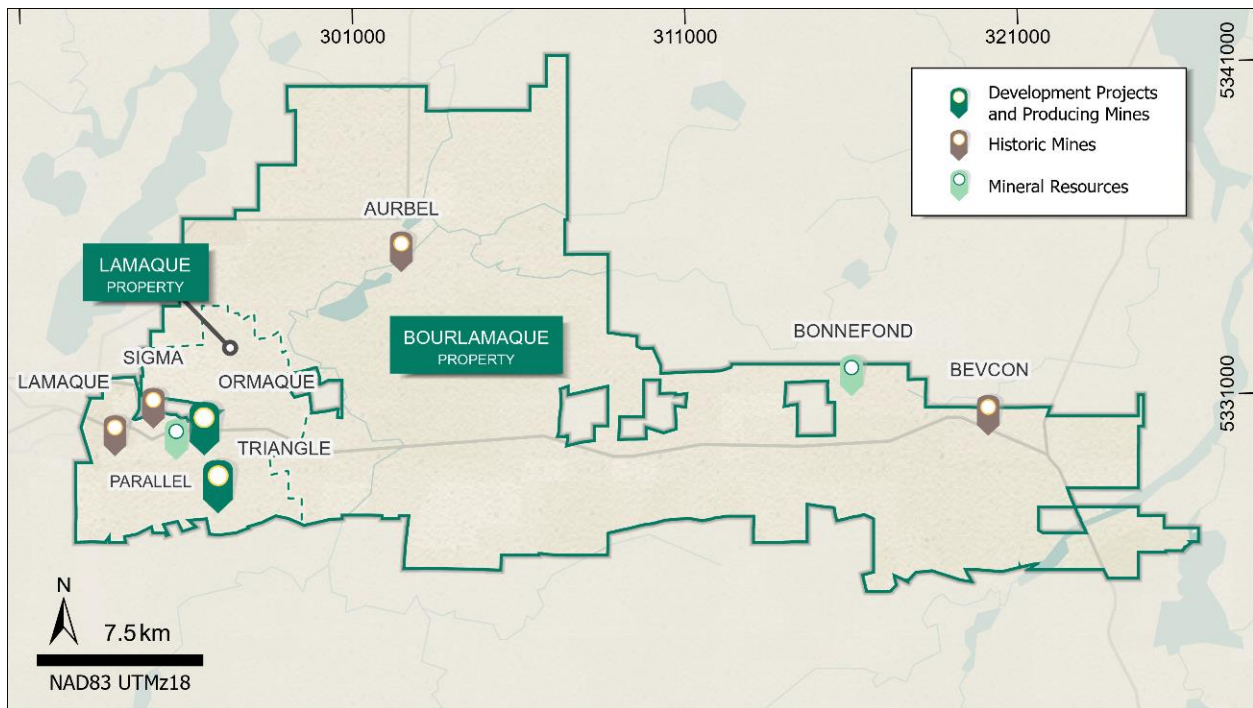 301000
311000
321000
5341000
Development Projects
and Producing Mines
Historic Mines
Mineral Resources
AURBEL
LAMAQUE
PROPERTY
BOURLAMAQUE
PROPERTY
BONNEFOND
SIGMA
BEVCON
LAMAQUE
ORMAQUE
5331000
TRIANGLE
PARALLEL
N
7.5 km
NAD83 UTMz18